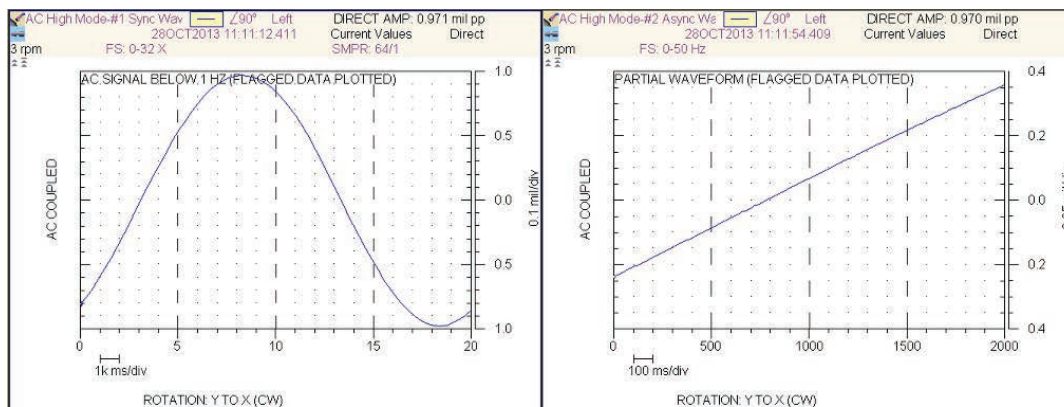 AC High Mode-#1 Sync Wav ∠90° Left DIRECT AMP: 0.971 mil pp
28OCT2013 11:11:12.411 Current Values Direct
3 rpm FS: 0-32 X SMPR: 64/1
AC SIGNAL BELOW 1 HZ (FLAGGED DATA PLOTTED)
1.0
0.5
0.0
0.5
1.0
AC COUPLED
0.1 mil/div
0 5 10 15 20
1k ms/div
ROTATION: Y TO X (CW)
AC High Mode-#2 Async Wa ∠90° Left DIRECT AMP: 0.970 mil pp
28OCT2013 11:11:54.409 Current Values Direct
3 rpm FS: 0-50 Hz
PARTIAL WAVEFORM (FLAGGED DATA PLOTTED)
0.4
0.2
0.0
0.2
0.4
AC COUPLED
0 500 1000 1500 2000
100 ms/div
ROTATION: Y TO X (CW)